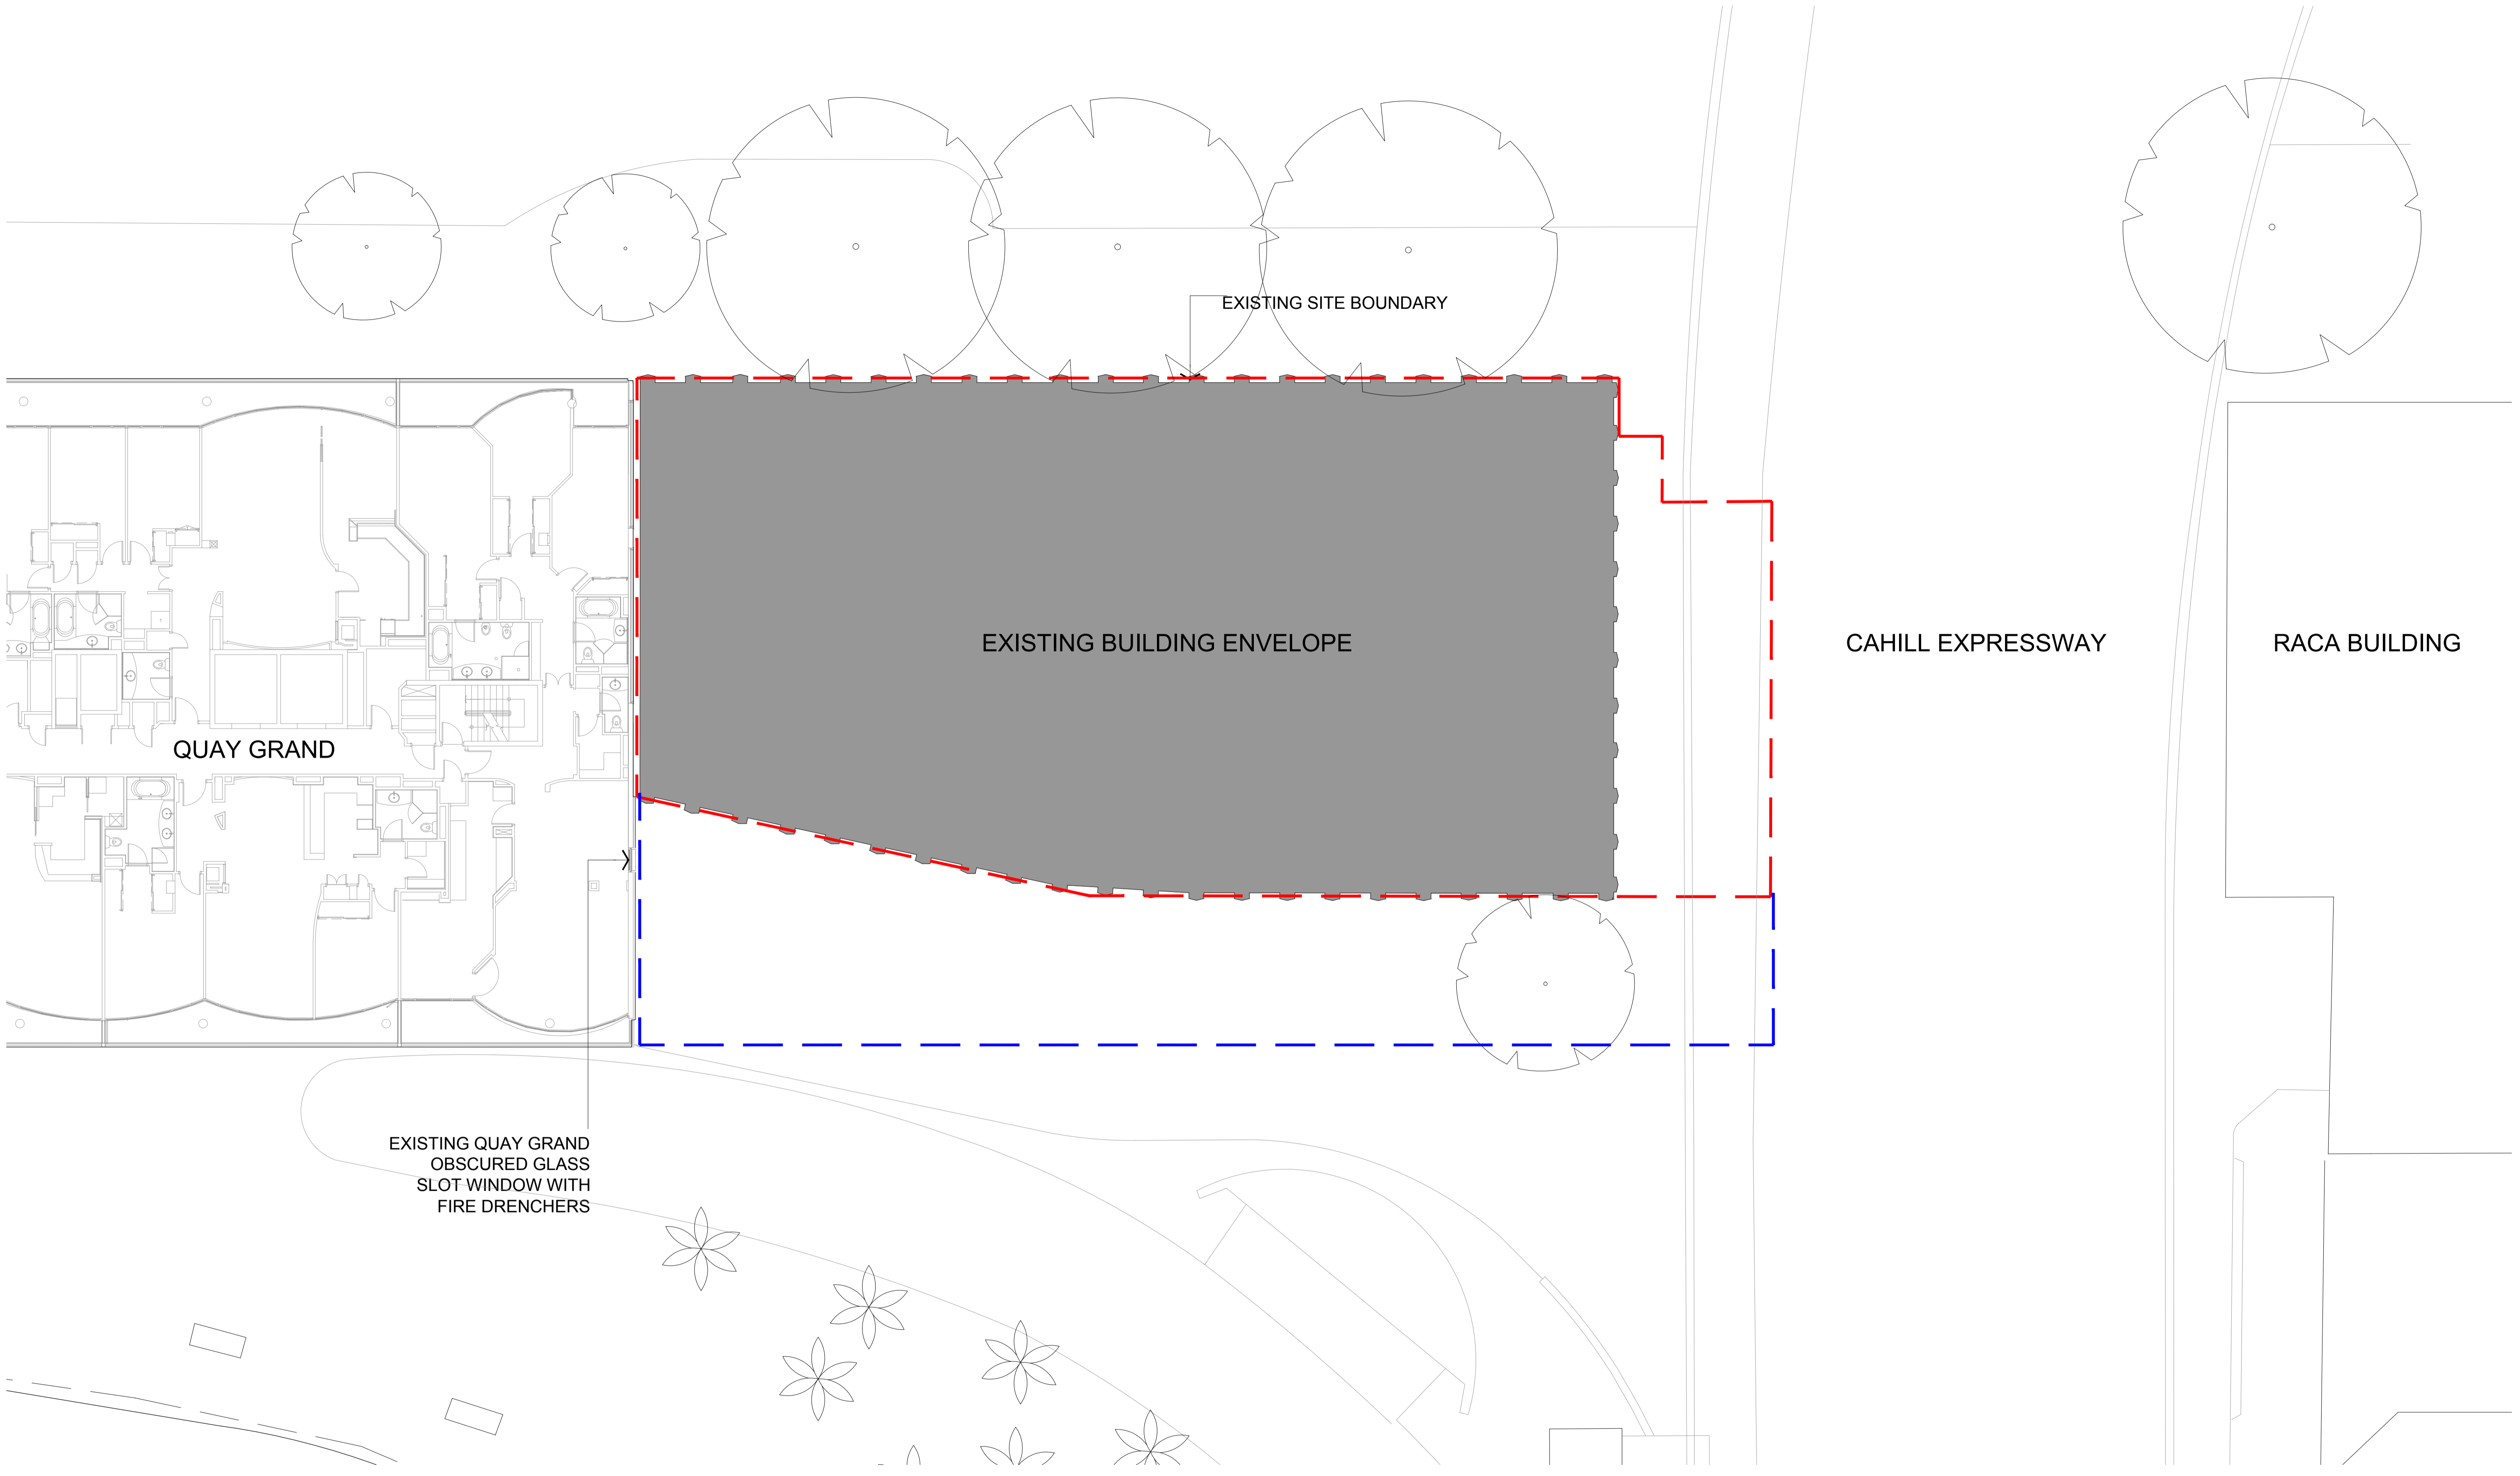 EXISTING SITE BOUNDARY
EXISTING BUILDING ENVELOPE
CAHILL EXPRESSWAY
RACA BUILDING
QUAY GRAND
EXISTING QUAY GRAND
OBSCURED GLASS
SLOT WINDOW WITH
FIRE DRENCHERS